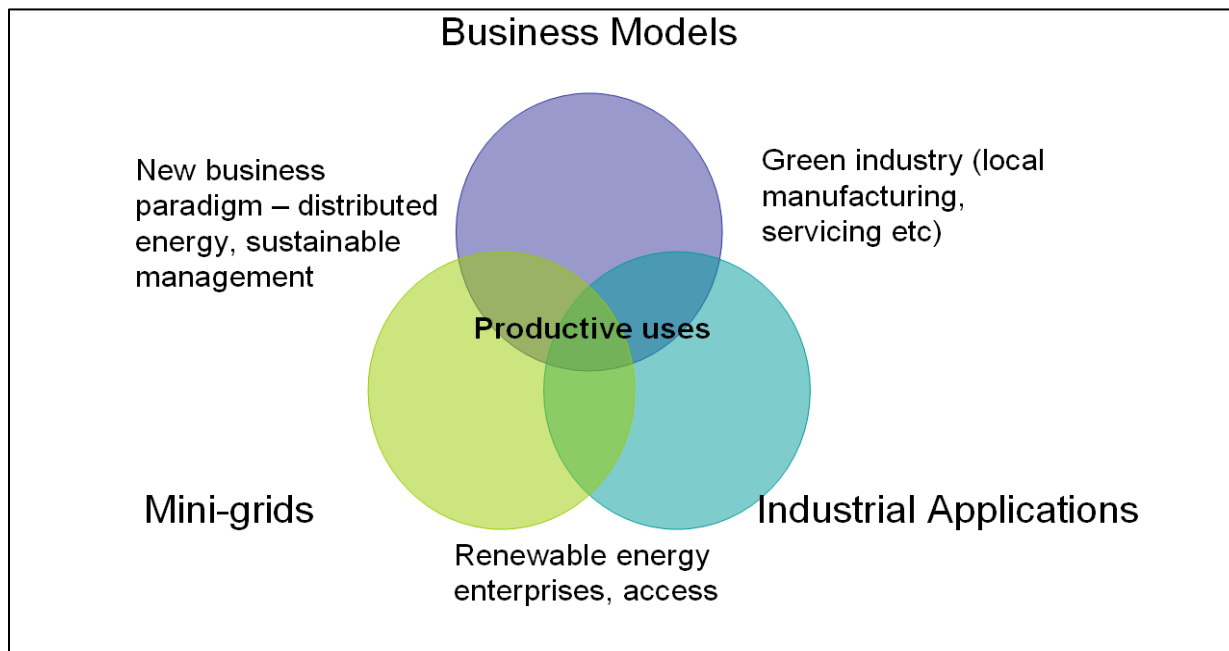 Business Models
New business
paradigm – distributed
energy, sustainable
management
Green industry (local
manufacturing,
servicing etc)
Productive uses
Mini-grids
Industrial Applications
Renewable energy
enterprises, access